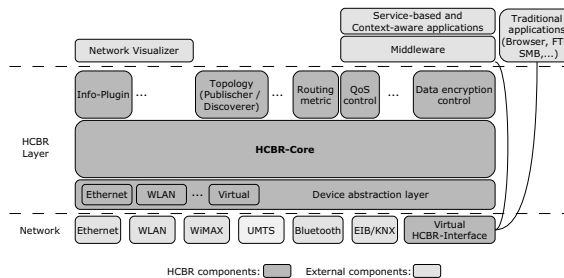 Service-based and
Context-aware applications
Traditional
applications
(Browser, FT
SMB,...)
Network Visualizer
Middleware
Info-Plugin
...
Topology
(Publischer /
Discoverer)
...
Routing
metric
QoS
control
...
Data encryption
control
HCBR
Layer
HCBR-Core
Ethernet
WLAN
...
Virtual
Device abstraction layer
Network
Ethernet
WLAN
WiMAX
UMTS
Bluetooth
EIB/KNX
Virtual
HCBR-Interface
HCBR components:
External components: